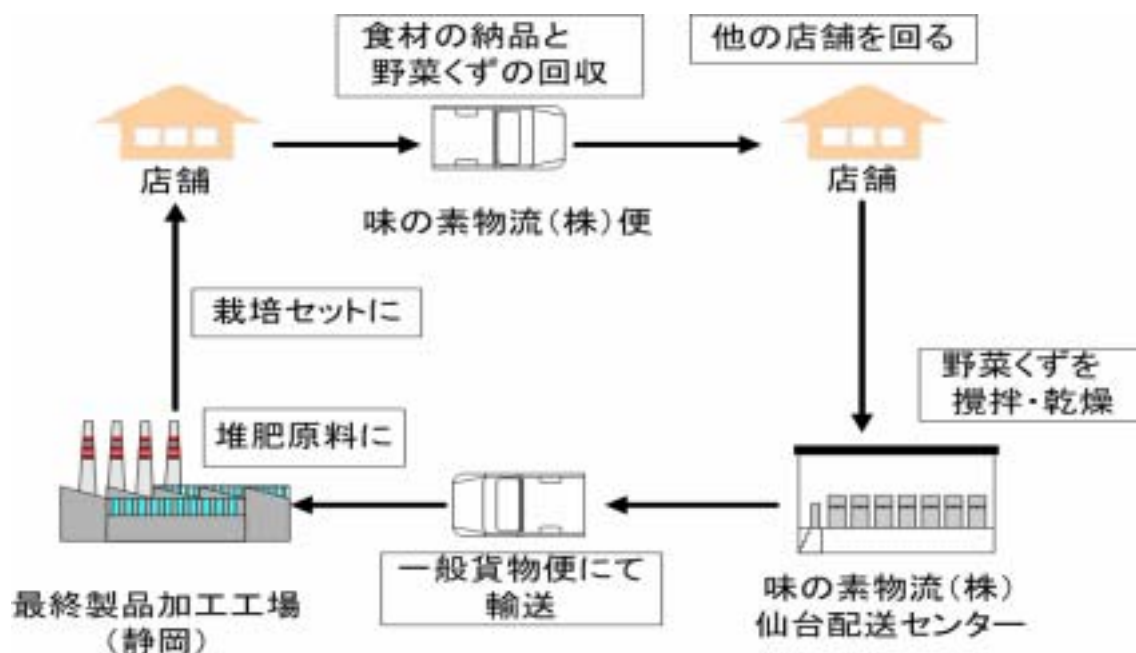 食材の納品と
野菜くずの回収
他の店舗を回る
店舗
味の素物流(株)便
店舗
栽培セットに
野菜くずを
攪拌・乾燥
堆肥原料に
一般貨物便にて
輸送
最終製品加工工場
(静岡)
味の素物流(株)
仙台配送センター